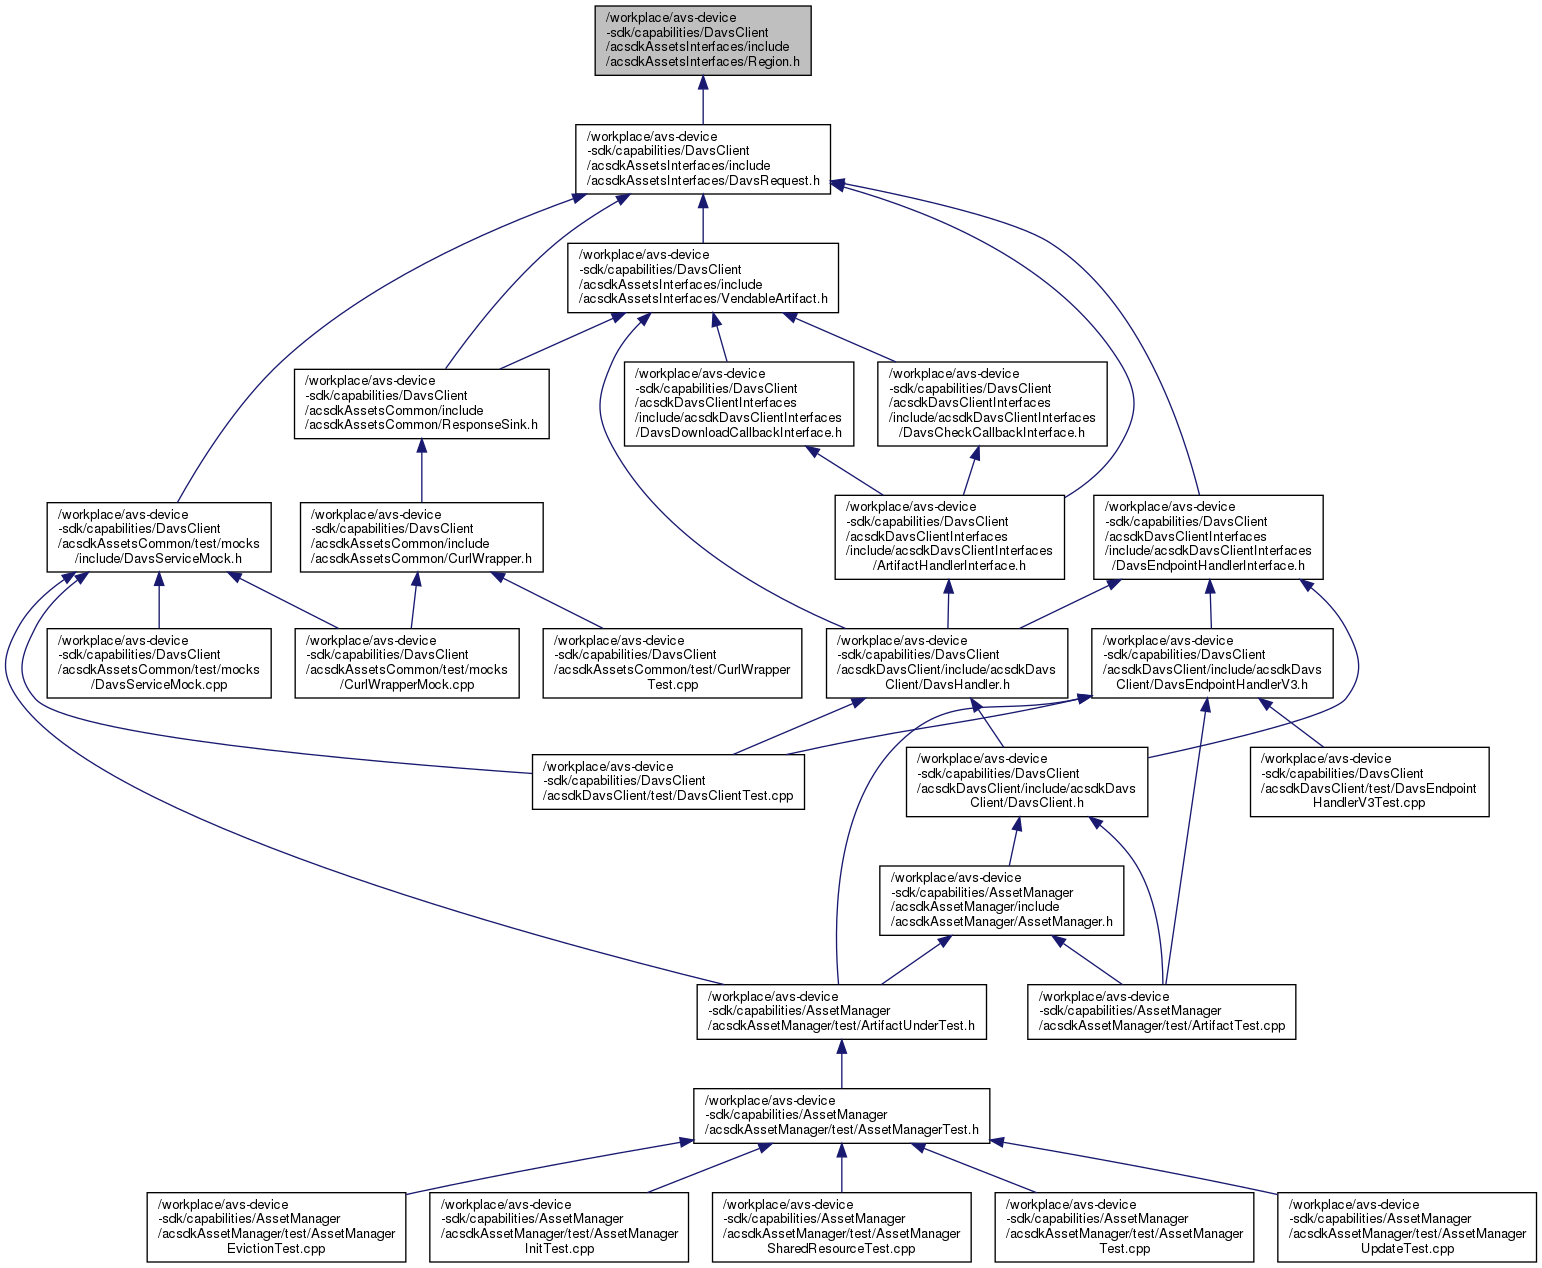 /workplace/avs-device
-sdk/capabilities/DavsClient
/acsdkAssetsInterfaces/include
/acsdkAssetsInterfaces/Region.h
/workplace/avs-device
-sdk/capabilities/DavsClient
/acsdkAssetsInterfaces/include
/acsdkAssetsInterfaces/DavsRequest.h
/workplace/avs-device
-sdk/capabilities/DavsClient
/acsdkAssetsInterfaces/include
/acsdkAssetsInterfaces/VendableArtifact.h
/workplace/avs-device
-sdk/capabilities/DavsClient
/acsdkAssetsCommon/include
/acsdkAssetsCommon/ResponseSink.h
/workplace/avs-device
-sdk/capabilities/DavsClient
/acsdkDavsClientInterfaces
/include/acsdkDavsClientInterfaces
/DavsDownloadCallbackInterface.h
/workplace/avs-device
-sdk/capabilities/DavsClient
/acsdkDavsClientInterfaces
/include/acsdkDavsClientInterfaces
/DavsCheckCallbackInterface.h
/workplace/avs-device
-sdk/capabilities/DavsClient
/acsdkAssetsCommon/test/mocks
/include/DavsServiceMock.h
/workplace/avs-device
-sdk/capabilities/DavsClient
/acsdkAssetsCommon/include
/acsdkAssetsCommon/CurlWrapper.h
/workplace/avs-device
-sdk/capabilities/DavsClient
/acsdkDavsClientInterfaces
/include/acsdkDavsClientInterfaces
/ArtifactHandlerInterface.h
/workplace/avs-device
-sdk/capabilities/DavsClient
/acsdkDavsClientInterfaces
/include/acsdkDavsClientInterfaces
/DavsEndpointHandlerInterface.h
/workplace/avs-device
-sdk/capabilities/DavsClient
/acsdkAssetsCommon/test/mocks
/DavsServiceMock.cpp
/workplace/avs-device
-sdk/capabilities/DavsClient
/acsdkAssetsCommon/test/mocks
/CurlWrapperMock.cpp
/workplace/avs-device
-sdk/capabilities/DavsClient
/acsdkAssetsCommon/test/CurlWrapper
Test.cpp
/workplace/avs-device
-sdk/capabilities/DavsClient
/acsdkDavsClient/include/acsdkDavs
Client/DavsHandler.h
/workplace/avs-device
-sdk/capabilities/DavsClient
/acsdkDavsClient/include/acsdkDavs
Client/DavsEndpointHandlerV3.h
/workplace/avs-device
-sdk/capabilities/DavsClient
/acsdkDavsClient/test/DavsClientTest.cpp
/workplace/avs-device
-sdk/capabilities/DavsClient
/acsdkDavsClient/include/acsdkDavs
Client/DavsClient.h
/workplace/avs-device
-sdk/capabilities/DavsClient
/acsdkDavsClient/test/DavsEndpoint
HandlerV3Test.cpp
/workplace/avs-device
-sdk/capabilities/AssetManager
/acsdkAssetManager/include
/acsdkAssetManager/AssetManager.h
/workplace/avs-device
-sdk/capabilities/AssetManager
/acsdkAssetManager/test/ArtifactUnderTest.h
/workplace/avs-device
-sdk/capabilities/AssetManager
/acsdkAssetManager/test/ArtifactTest.cpp
/workplace/avs-device
-sdk/capabilities/AssetManager
/acsdkAssetManager/test/AssetManagerTest.h
/workplace/avs-device
-sdk/capabilities/AssetManager
/acsdkAssetManager/test/AssetManager
EvictionTest.cpp
/workplace/avs-device
-sdk/capabilities/AssetManager
/acsdkAssetManager/test/AssetManager
InitTest.cpp
/workplace/avs-device
-sdk/capabilities/AssetManager
/acsdkAssetManager/test/AssetManager
SharedResourceTest.cpp
/workplace/avs-device
-sdk/capabilities/AssetManager
/acsdkAssetManager/test/AssetManager
Test.cpp
/workplace/avs-device
-sdk/capabilities/AssetManager
/acsdkAssetManager/test/AssetManager
UpdateTest.cpp